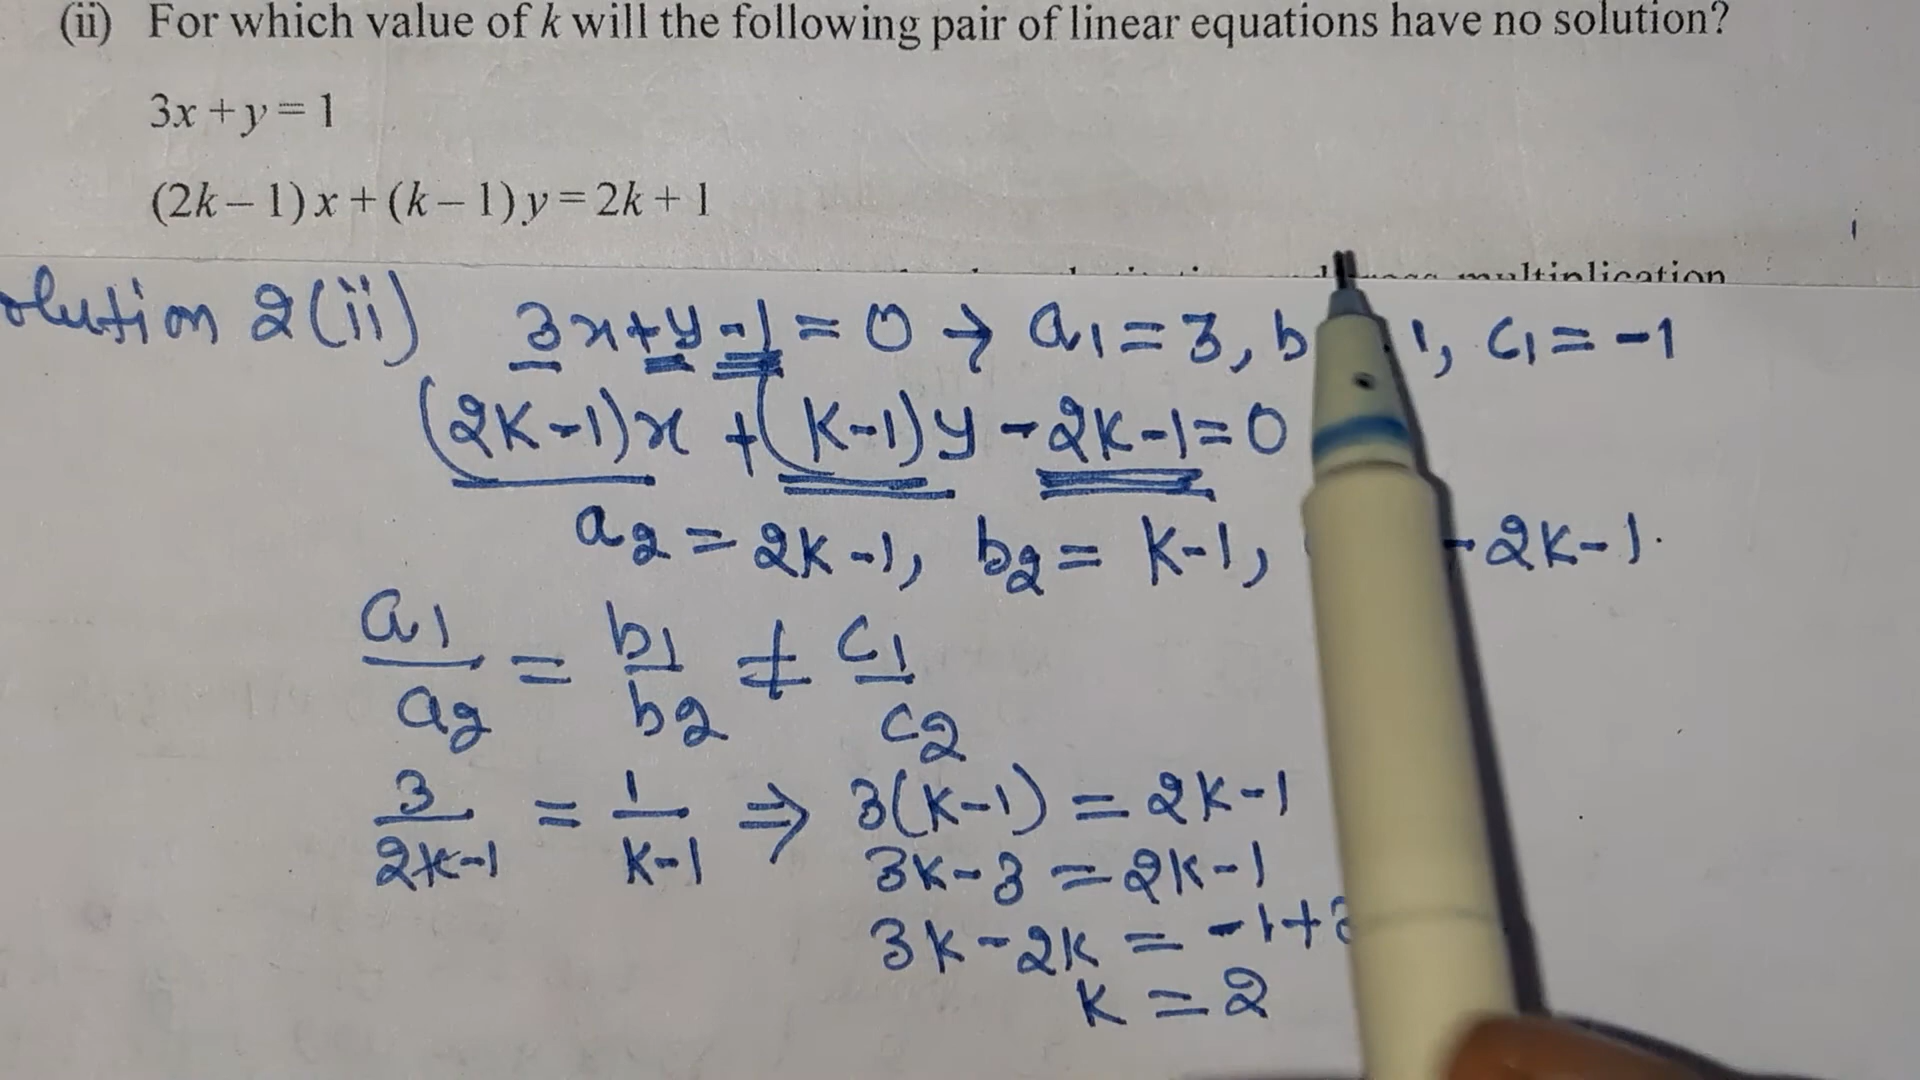 (ii) For which value of k will the following pair of linear equations have no solution?
3x + y = 1
(2k – 1) x + (k – 1) y = 2k + 1
multiplication
olution 2(ii) 3x+y-1=0 → a1=3, b 1, c1=-1
(2K-1)x +(K-1)y-2K-1=0
a2=2K-1, b2= K-1, -2K-1.
a1/a2 = b1/b2 ≠ c1/c2
3/2K-1 = 1/K-1 ⇒ 3(K-1) = 2K-1
3K-3 = 2K-1
3K-2K = -1+
K = 2